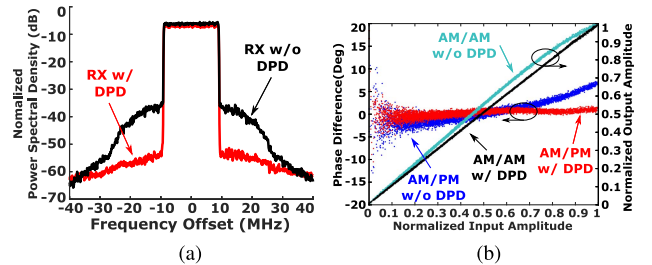 (a)
0
-10
-20
-30
-40
-50
-60
-70
Nomalized
Power Spectral Density (dB)
RX w/
DPD
RX w/o
DPD
-40 -30 -20 -10 0 10 20 30 40
Frequency Offset (MHz)
(a)
(b)
20
15
10
5
0
-5
-10
-15
-20
Phase Difference(Deg)
AM/AM
w/o DPD
AM/PM
w/o DPD
AM/AM
w/ DPD
AM/PM
w/ DPD
1
0.9
0.8
0.7
0.6
0.5
0.4
0.3
0.2
0.1
0
Normalized Output Amplitude
0 0.1 0.2 0.3 0.4 0.5 0.6 0.7 0.8 0.9 1
Normalized Input Amplitude
(b)